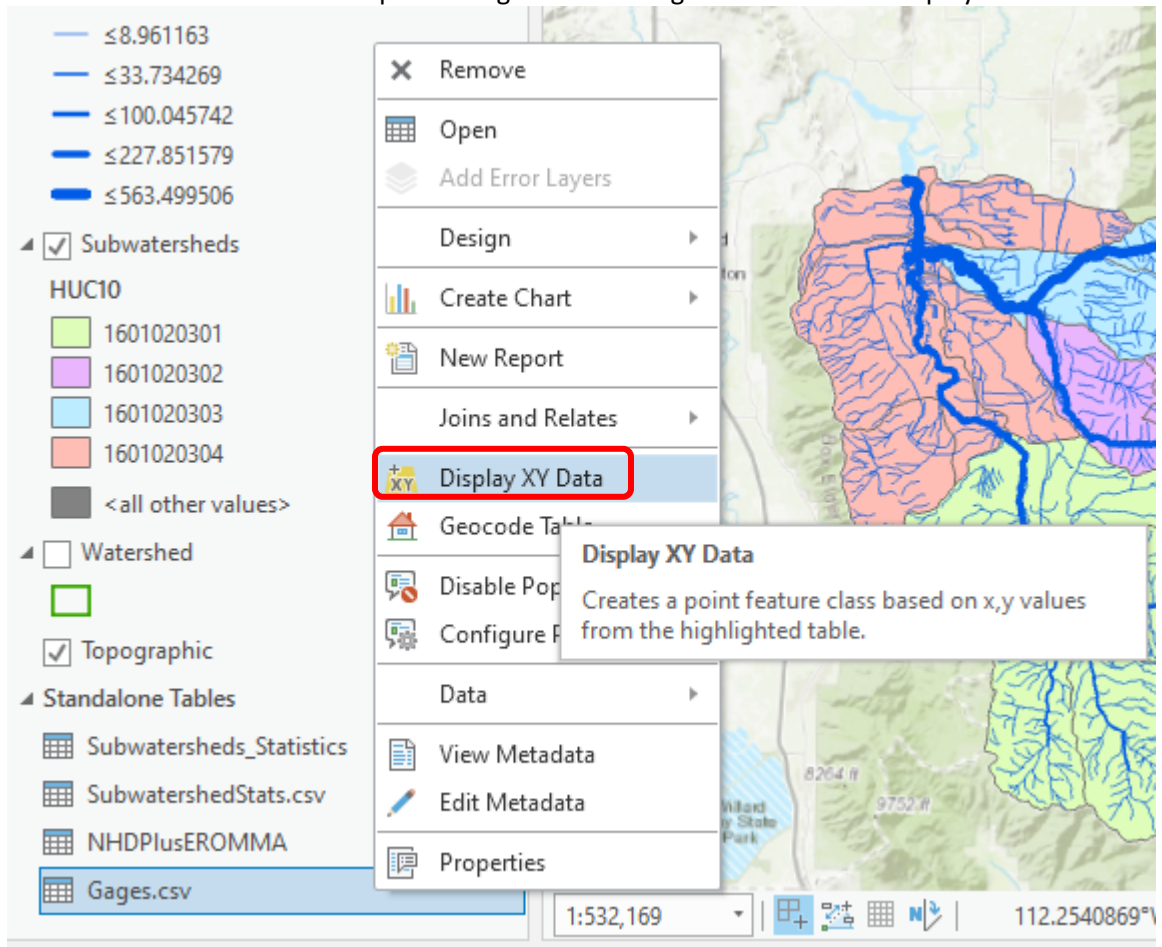 ≤8.961163
≤33.734269
≤100.045742
≤227.851579
≤563.499506
Subwatersheds
HUC10
1601020301
1601020302
1601020303
1601020304
<all other values>
Watershed
Topographic
Standalone Tables
Subwatersheds_Statistics
SubwatershedStats.csv
NHDPlusEROMMA
Gages.csv
Remove
Open
Add Error Layers
Design
Create Chart
New Report
Joins and Relates
XY Display XY Data
Geocode Table
Disable Pop
Configure
Data
View Metadata
Edit Metadata
Properties
Display XY Data
Creates a point feature class based on x,y values
from the highlighted table.
8264 ft
9752 ft
Willard
State
Park
1:532,169
N
112.2540869°